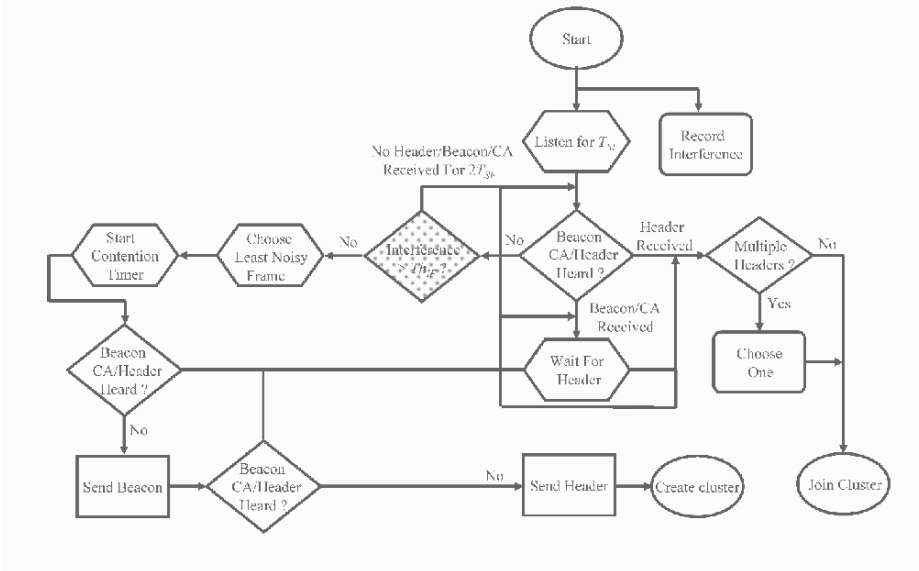 Start
Listen for T
Record
Interference
No Header/Beacon/CA
Received For 2T
Start
Contention
Timer
Choose
Least Noisy
Frame
No
Interference
> Th ?
No
Beacon
CA/Header
Heard ?
Header
Received
Multiple
Headers ?
No
Beacon/CA
Received
Yes
Beacon
CA/Header
Heard ?
Wait For
Header
Choose
One
No
Send Beacon
Beacon
CA/Header
Heard ?
No
Send Header
Create cluster
Join Cluster